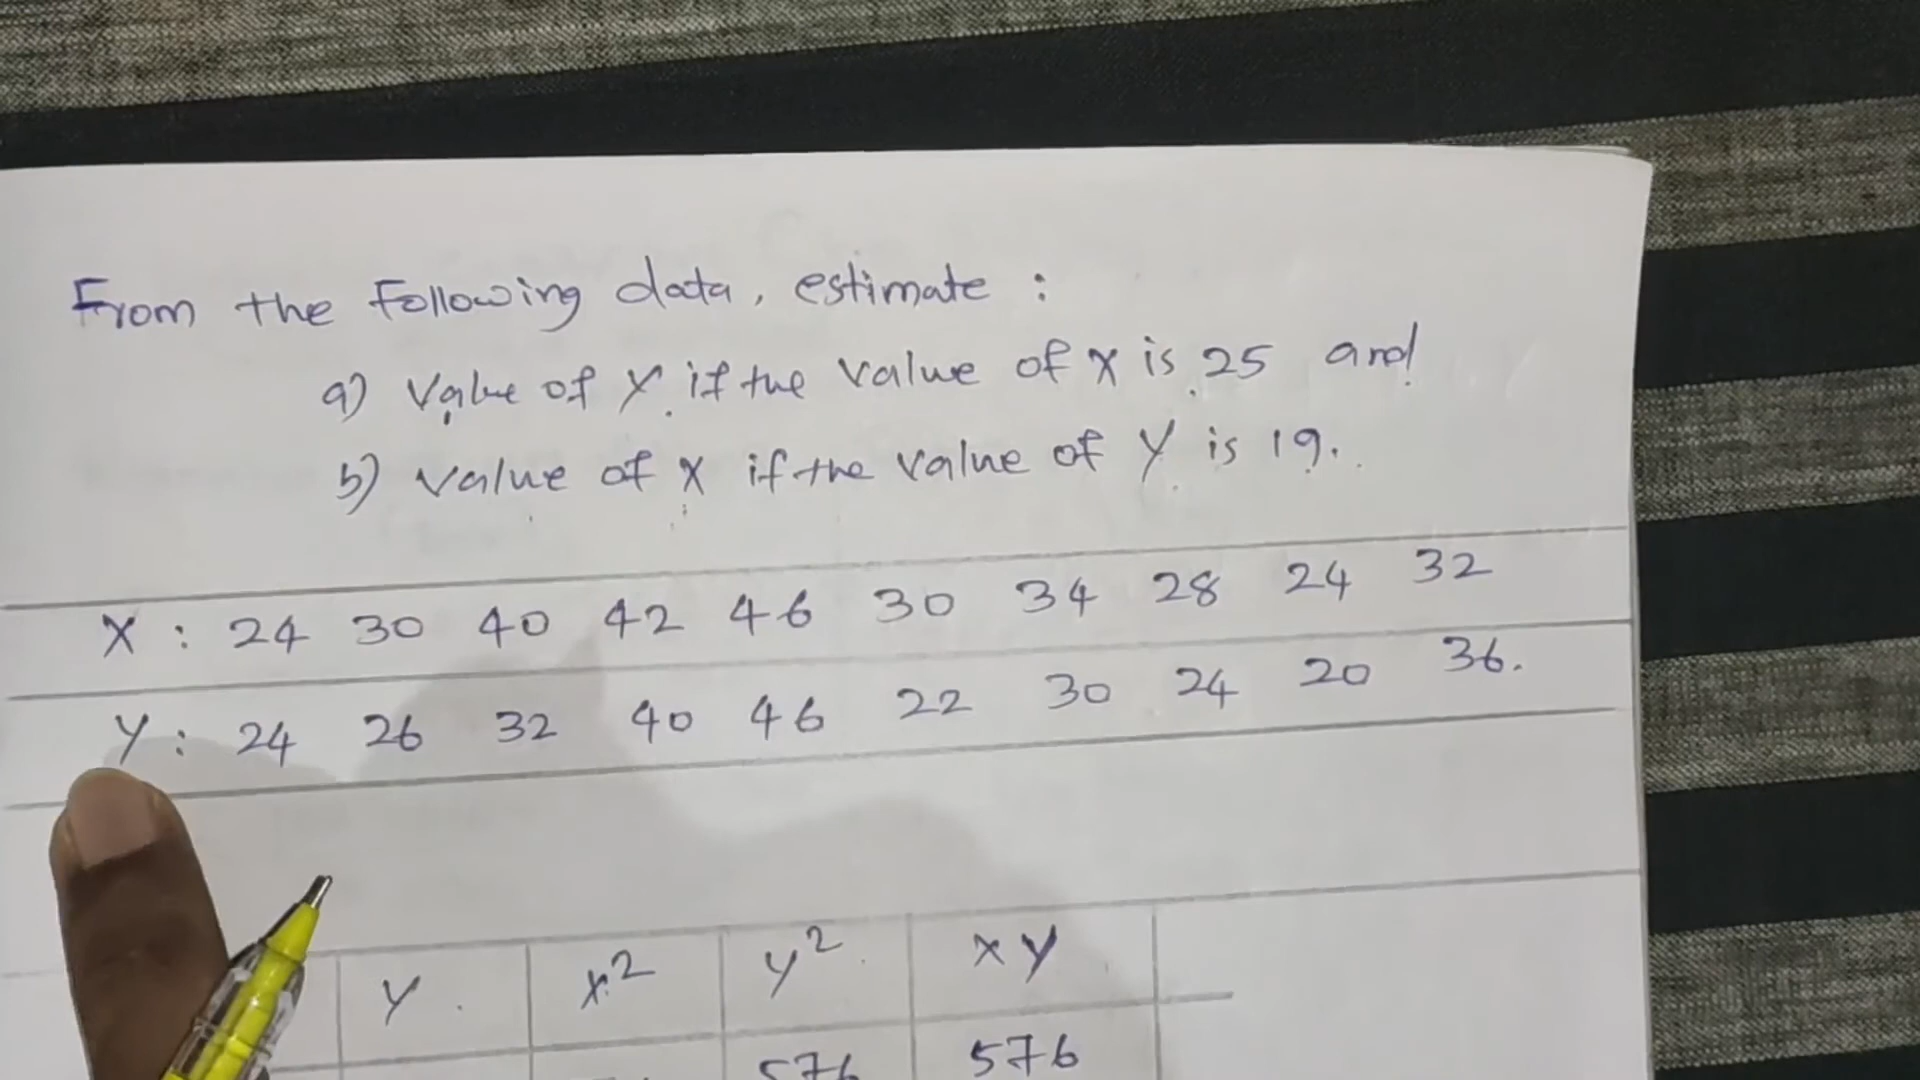 From the following data, estimate :
a) Value of Y if the value of X is 25 and
b) value of X if the value of Y is 19.
X : 24 30 40 42 46 30 34 28 24 32
Y : 24 26 32 40 46 22 30 24 20 36.
Y x² y² xy
576 576